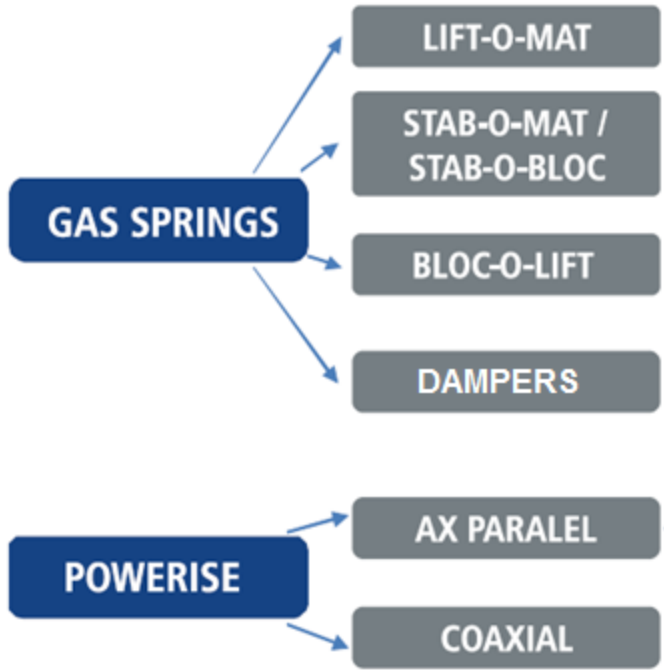 GAS SPRINGS
LIFT-O-MAT
STAB-O-MAT /
STAB-O-BLOC
BLOC-O-LIFT
DAMPERS
POWERISE
AX PARALEL
COAXIAL